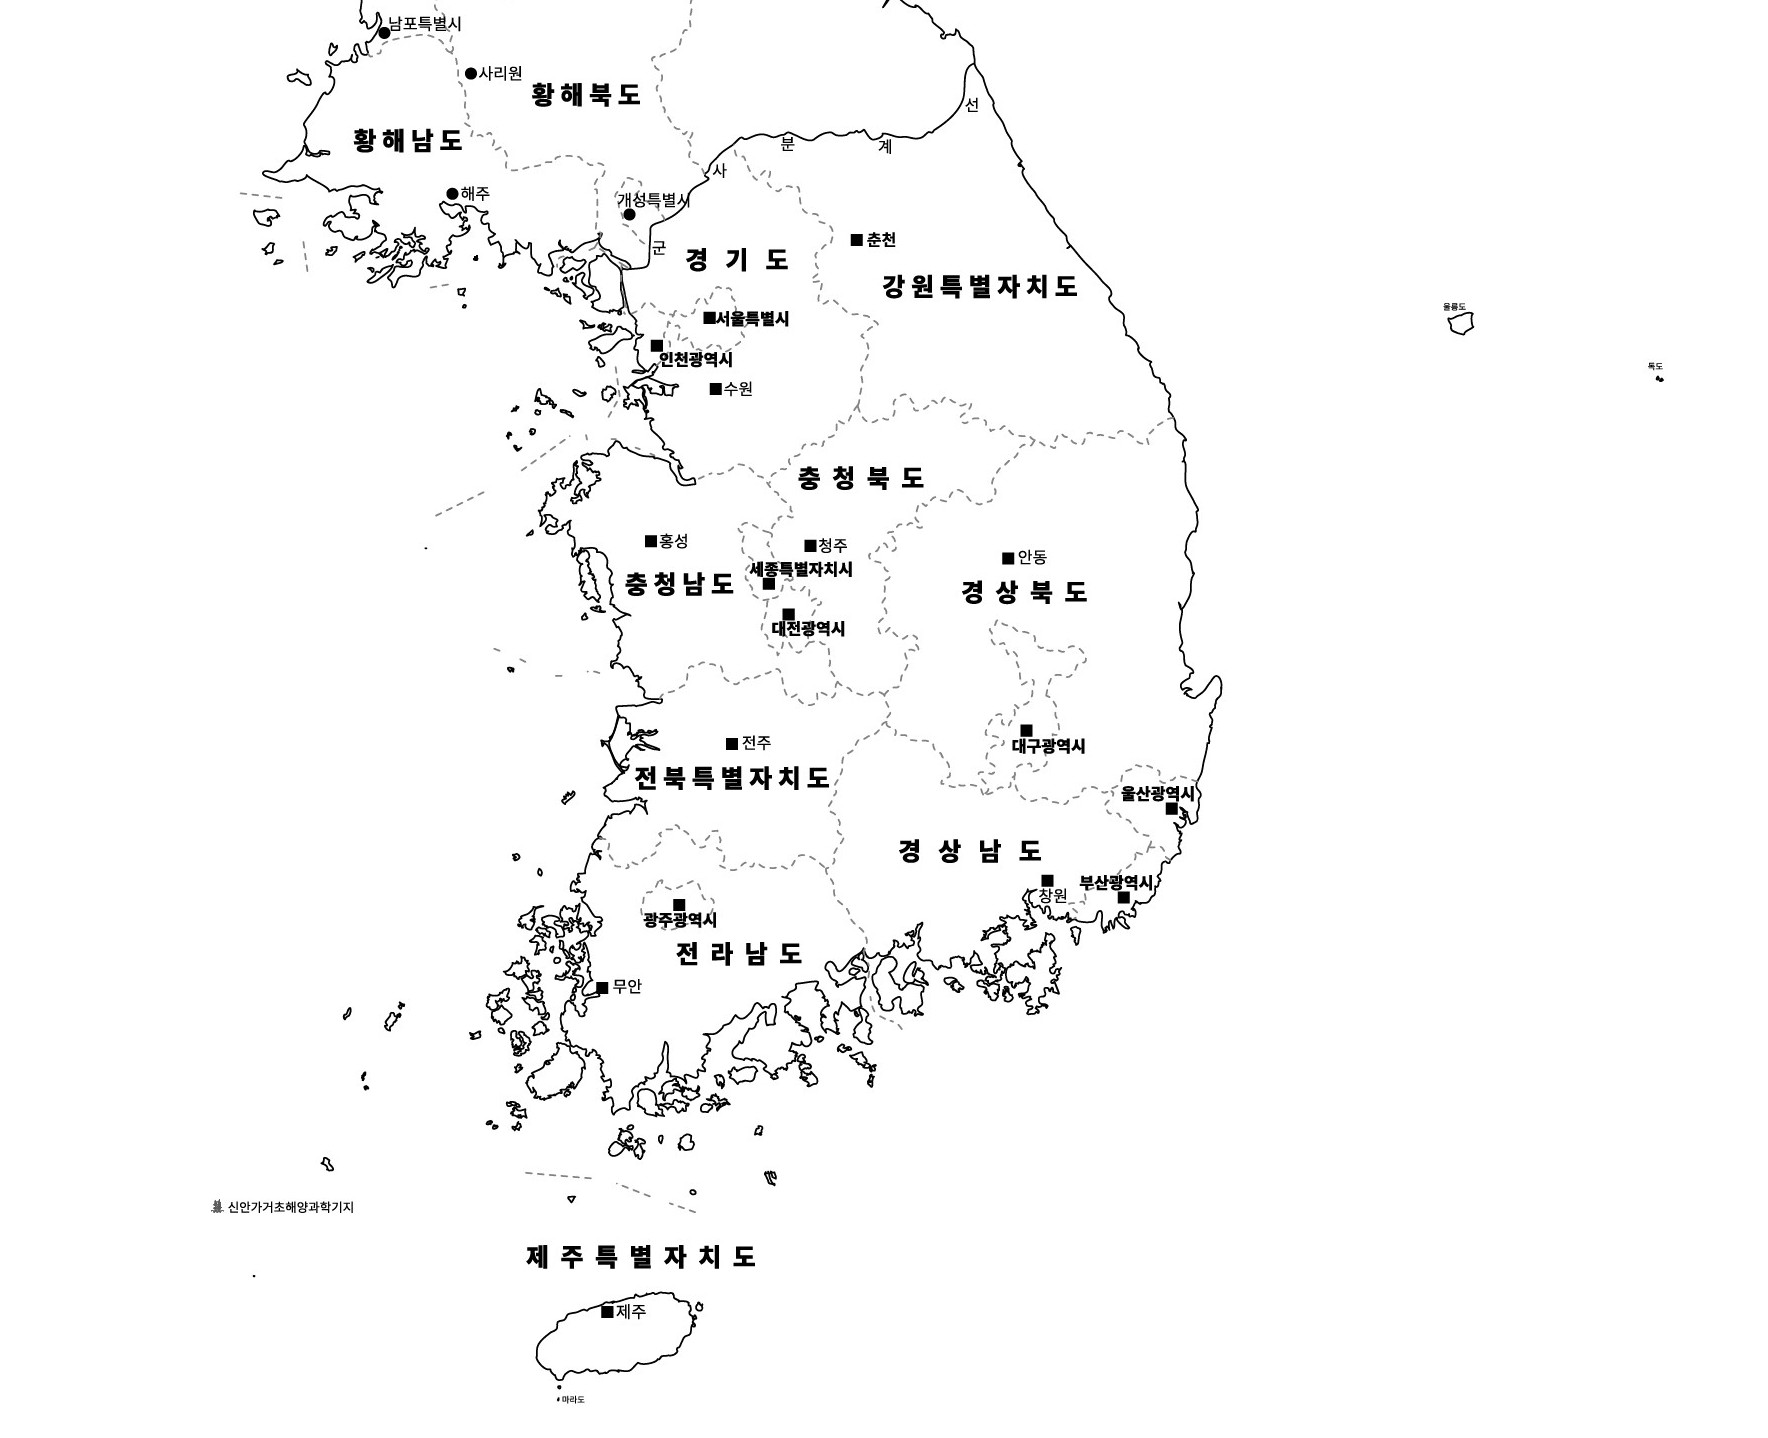 남포특별시
사리원
황해북도
선
황해남도
분
계
사
해주
개성특별시
군
춘천
경기도
강원특별자치도
울릉도
서울특별시
인천광역시
독도
수원
충청북도
홍성
청주
안동
세종특별자치시
충청남도
경상북도
대전광역시
전주
대구광역시
전북특별자치도
울산광역시
경상남도
부산광역시
창원
광주광역시
전라남도
무안
신안가거초해양과학기지
제주특별자치도
제주
마라도